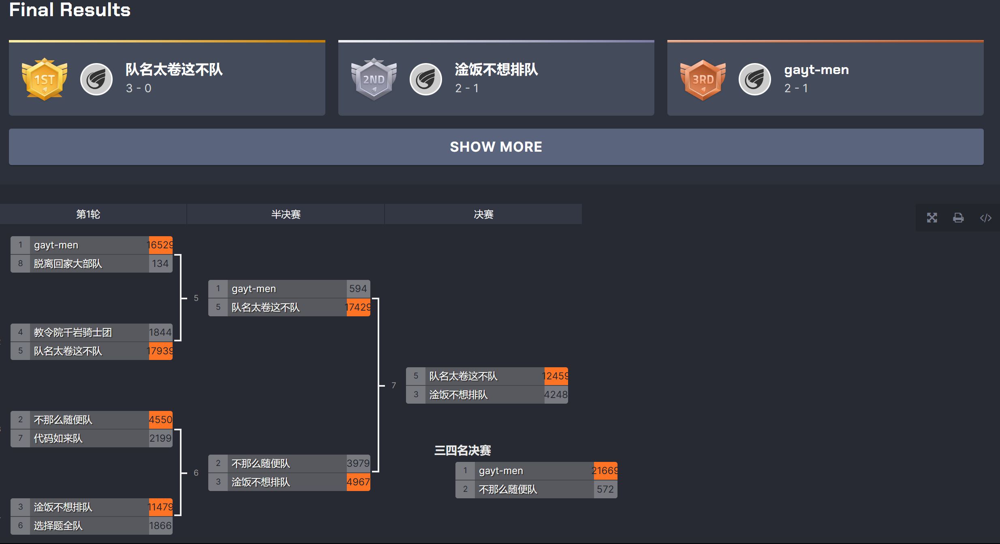 Final Results
1ST
队名太卷这不队
3 - 0
2ND
淦饭不想排队
2 - 1
3RD
gayt-men
2 - 1
SHOW MORE
第1轮
半决赛
决赛
1 gayt-men 16529
8 脱离回家大部队 134
4 教令院千岩骑士团 1844
5 队名太卷这不队 17939
2 不那么随便队 4550
7 代码如来队 2199
3 淦饭不想排队 11479
6 选择题全队 1866
5
1 gayt-men 594
5 队名太卷这不队 17429
6
2 不那么随便队 3979
3 淦饭不想排队 4967
7
5 队名太卷这不队 12459
3 淦饭不想排队 4248
三四名决赛
1 gayt-men 21669
2 不那么随便队 572